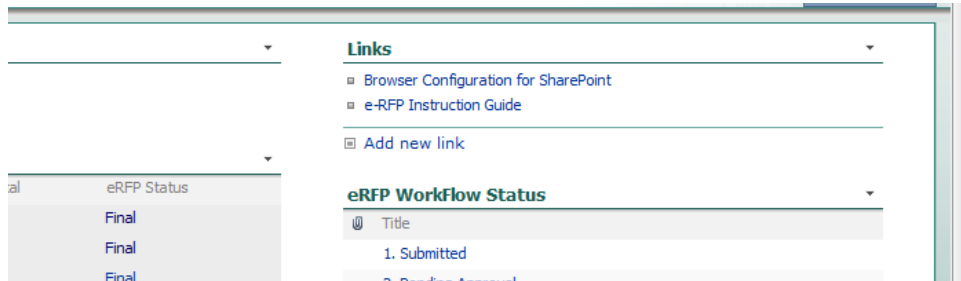 Links
Browser Configuration for SharePoint
e-RFP Instruction Guide
Add new link
eRFP Status
Final
Final
Final
eRFP WorkFlow Status
Title
1. Submitted